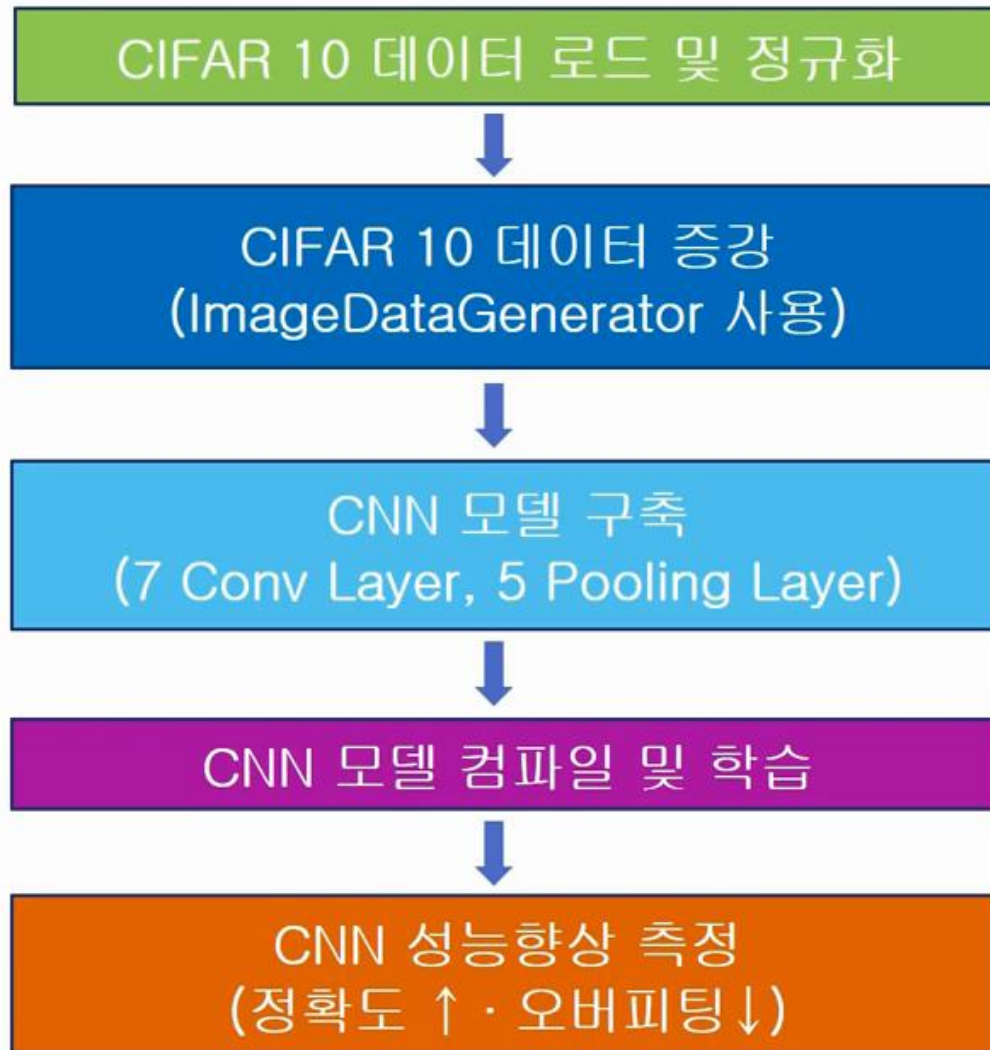 CIFAR 10 데이터 로드 및 정규화
CIFAR 10 데이터 증강
(ImageDataGenerator 사용)
CNN 모델 구축
(7 Conv Layer, 5 Pooling Layer)
CNN 모델 컴파일 및 학습
CNN 성능향상 측정
(정확도 ↑ · 오버피팅↓)